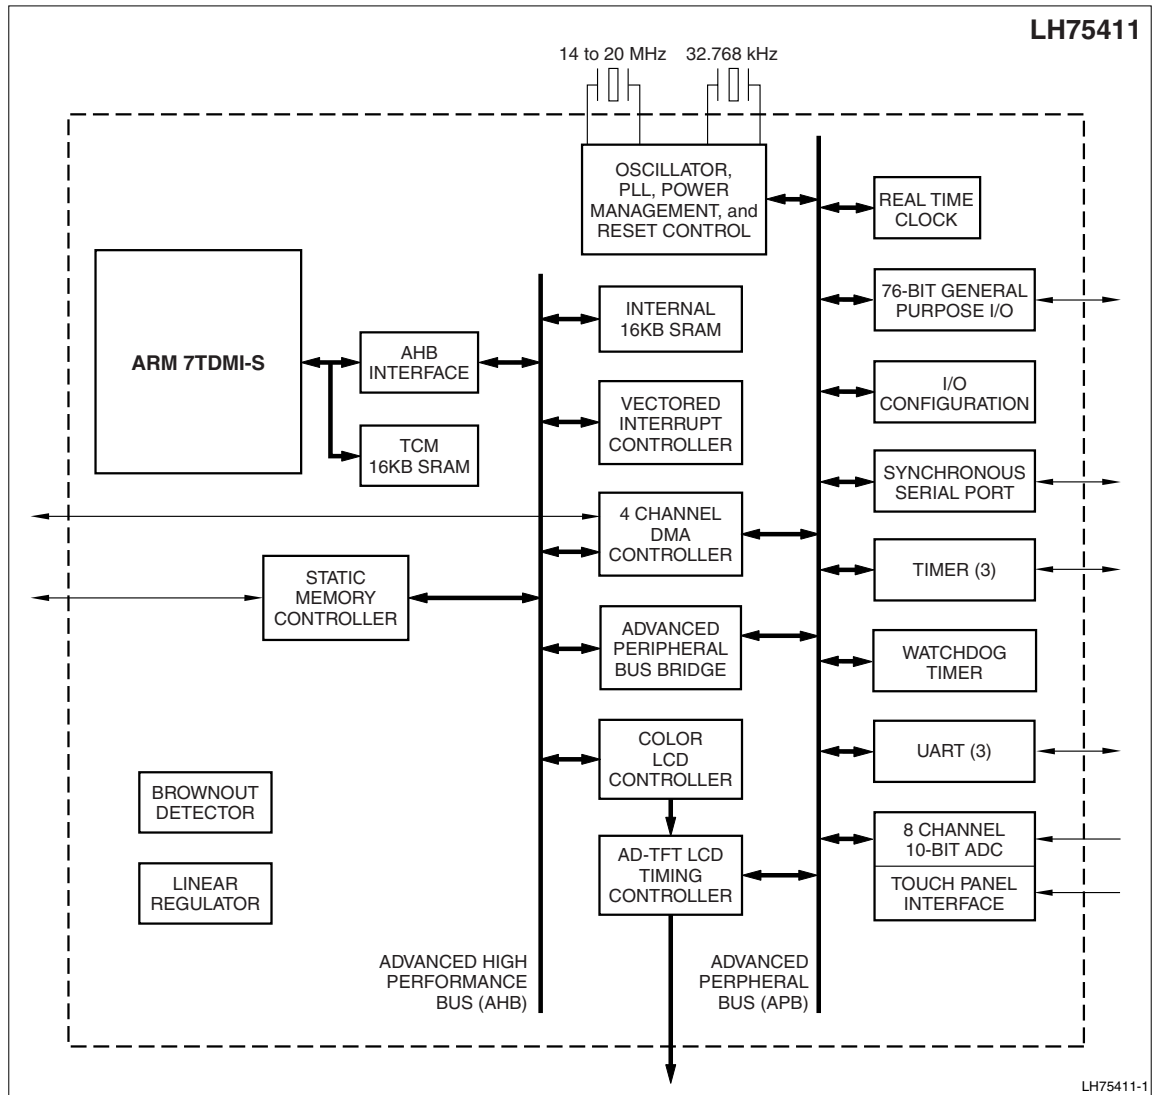 LH75411
14 to 20 MHz
32.768 kHz
OSCILLATOR,
PLL, POWER
MANAGEMENT, and
RESET CONTROL
REAL TIME
CLOCK
76-BIT GENERAL
PURPOSE I/O
INTERNAL
16KB SRAM
ARM 7TDMI-S
AHB
INTERFACE
I/O
CONFIGURATION
VECTORED
INTERRUPT
CONTROLLER
TCM
16KB SRAM
SYNCHRONOUS
SERIAL PORT
4 CHANNEL
DMA
CONTROLLER
TIMER (3)
STATIC
MEMORY
CONTROLLER
ADVANCED
PERIPHERAL
BUS BRIDGE
WATCHDOG
TIMER
COLOR
LCD
CONTROLLER
UART (3)
BROWNOUT
DETECTOR
8 CHANNEL
10-BIT ADC
AD-TFT LCD
TIMING
CONTROLLER
TOUCH PANEL
INTERFACE
LINEAR
REGULATOR
ADVANCED HIGH
PERFORMANCE
BUS (AHB)
ADVANCED
PERPHERAL
BUS (APB)
LH75411-1